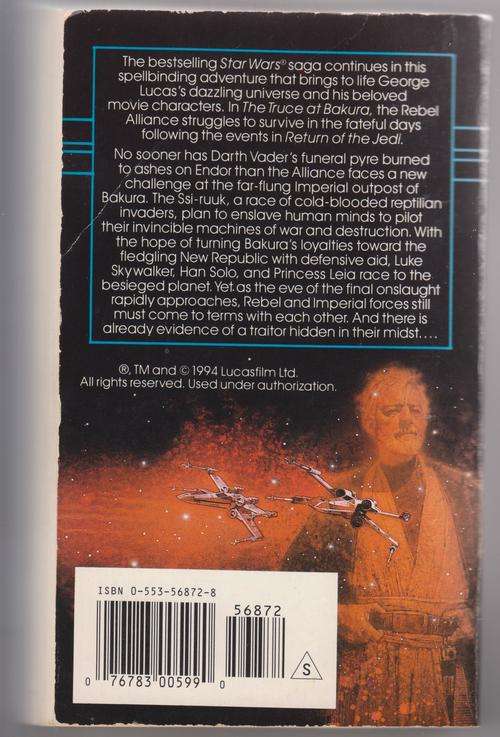 The bestselling Star Wars® saga continues in this
spellbinding adventure that brings to life George
Lucas's dazzling universe and his beloved
movie characters. In The Truce at Bakura, the Rebel
Alliance struggles to survive in the fateful days
following the events in Return of the Jedi.
No sooner has Darth Vader's funeral pyre burned
to ashes on Endor than the Alliance faces a new
challenge at the far-flung Imperial outpost of
Bakura. The Ssi-ruuk, a race of cold-blooded reptilian
invaders, plan to enslave human minds to pilot
their invincible machines of war and destruction. With
the hope of turning Bakura's loyalties toward the
fledgling New Republic with defensive aid, Luke
Skywalker, Han Solo, and Princess Leia race to the
besieged planet. Yet as the eve of the final onslaught
rapidly approaches, Rebel and Imperial forces still
must come to terms with each other. And there is
already evidence of a traitor hidden in their midst....
®, TM and © 1994 Lucasfilm Ltd.
All rights reserved. Used under authorization.
ISBN 0-553-56872-8
56872
S
0 76783 00599 0